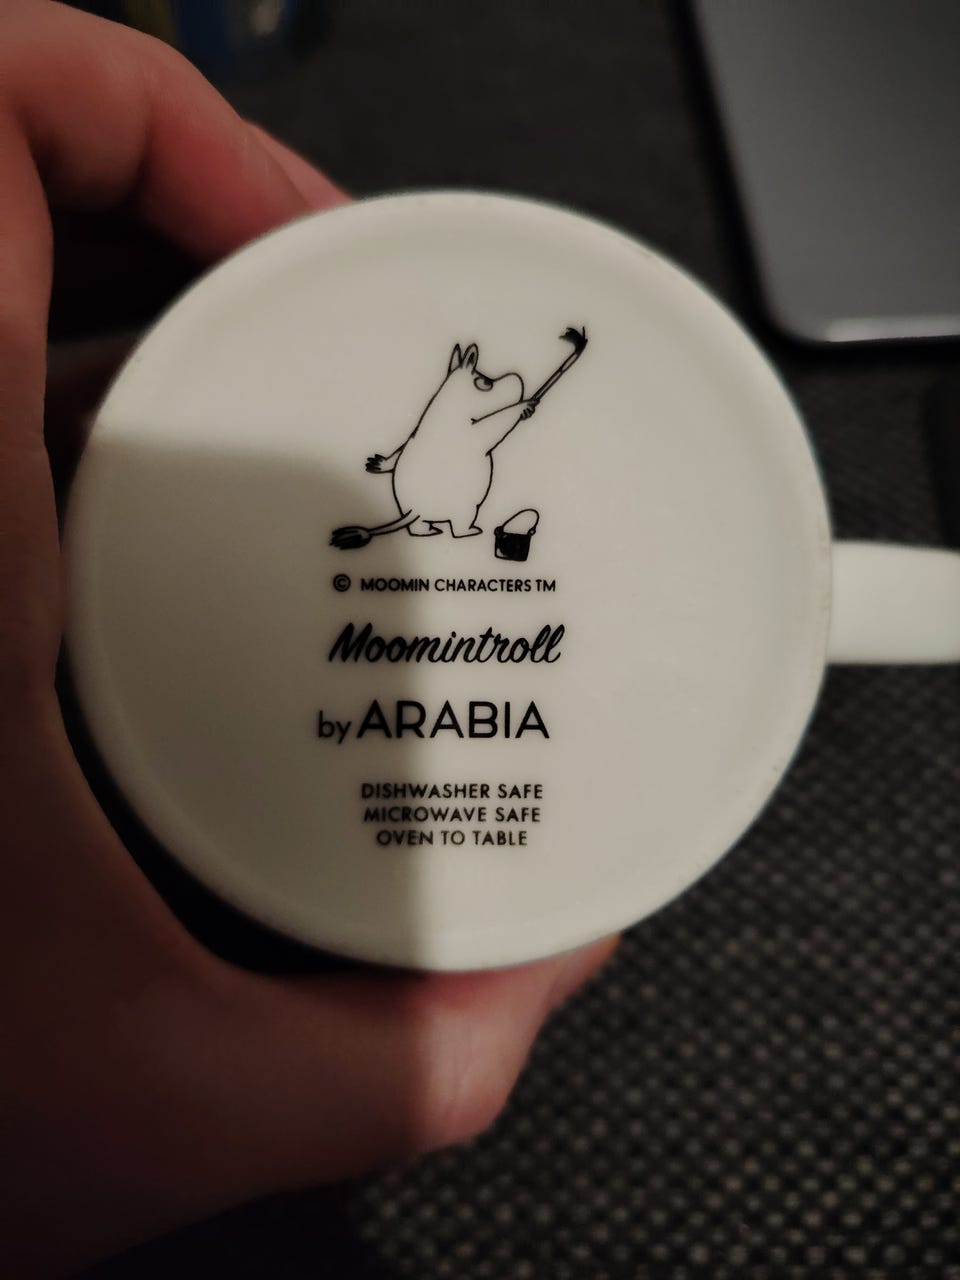 © MOOMIN CHARACTERS TM
Moomintroll
by ARABIA
DISHWASHER SAFE
MICROWAVE SAFE
OVEN TO TABLE